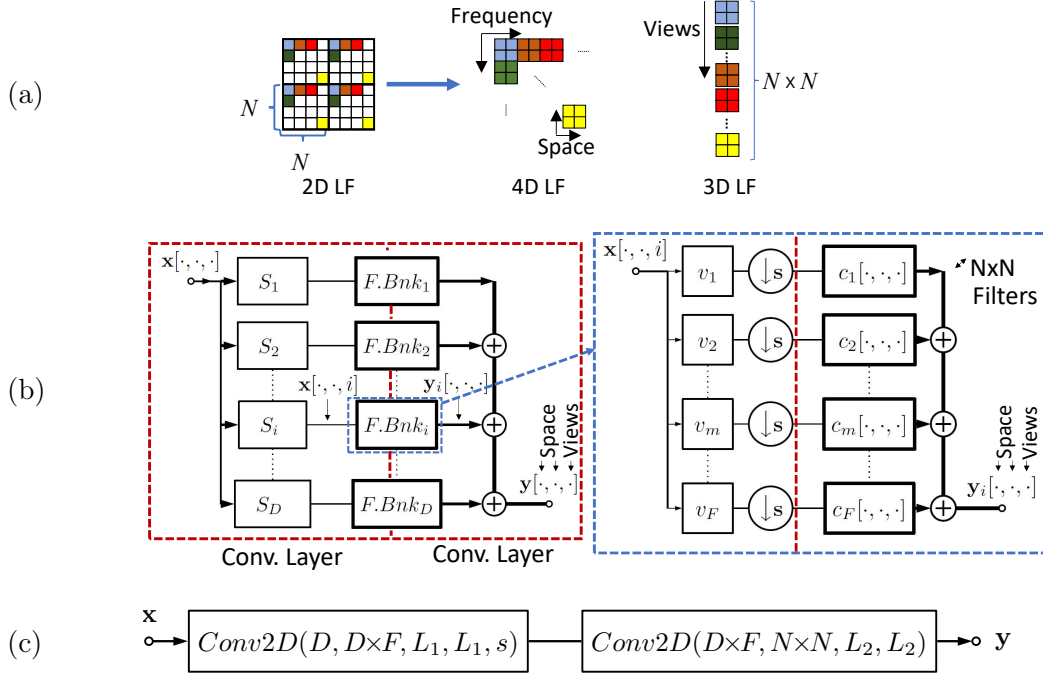 (a)
Frequency
Views
N
N × N
N
Space
2D LF
4D LF
3D LF
(b)
x[·, ·, ·]
S_1
F.Bnk_1
S_2
F.Bnk_2
x[·, ·, i]
y_i[·, ·, ·]
S_i
F.Bnk_i
Space
Views
y[·, ·, ·]
S_D
F.Bnk_D
Conv. Layer
Conv. Layer
x[·, ·, i]
v_1
↓s
c_1[·, ·, ·]
NxN
Filters
v_2
↓s
c_2[·, ·, ·]
v_m
↓s
c_m[·, ·, ·]
Space
Views
y_i[·, ·, ·]
v_F
↓s
c_F[·, ·, ·]
(c)
x
Conv2D(D, D×F, L_1, L_1, s)
Conv2D(D×F, N×N, L_2, L_2)
y